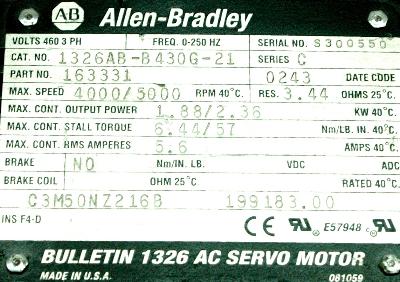 AB Allen-Bradley
VOLTS 460 3 PH FREQ. 0-250 HZ SERIAL NO. S300550
CAT. NO. 1326AB-B430G-21 SERIES C
PART NO. 163331 0243 DATE CODE
MAX. SPEED 4000/5000 RPM 40°C RES. 3.44 OHMS 25°C
MAX. CONT. OUTPUT POWER 1.88/2.36 KW 40°C
MAX. CONT. STALL TORQUE 6.44/57 Nm/LB. IN. 40°C
MAX. CONT. RMS AMPERES 5.6 AMPS 40°C
BRAKE NO Nm/IN. LB. VDC ADC
BRAKE COIL OHM 25°C RATED 40°C
C3M50NZ216B 199183.00
INS F4-D CE RU E57948 c RU
BULLETIN 1326 AC SERVO MOTOR
MADE IN U.S.A. 081059